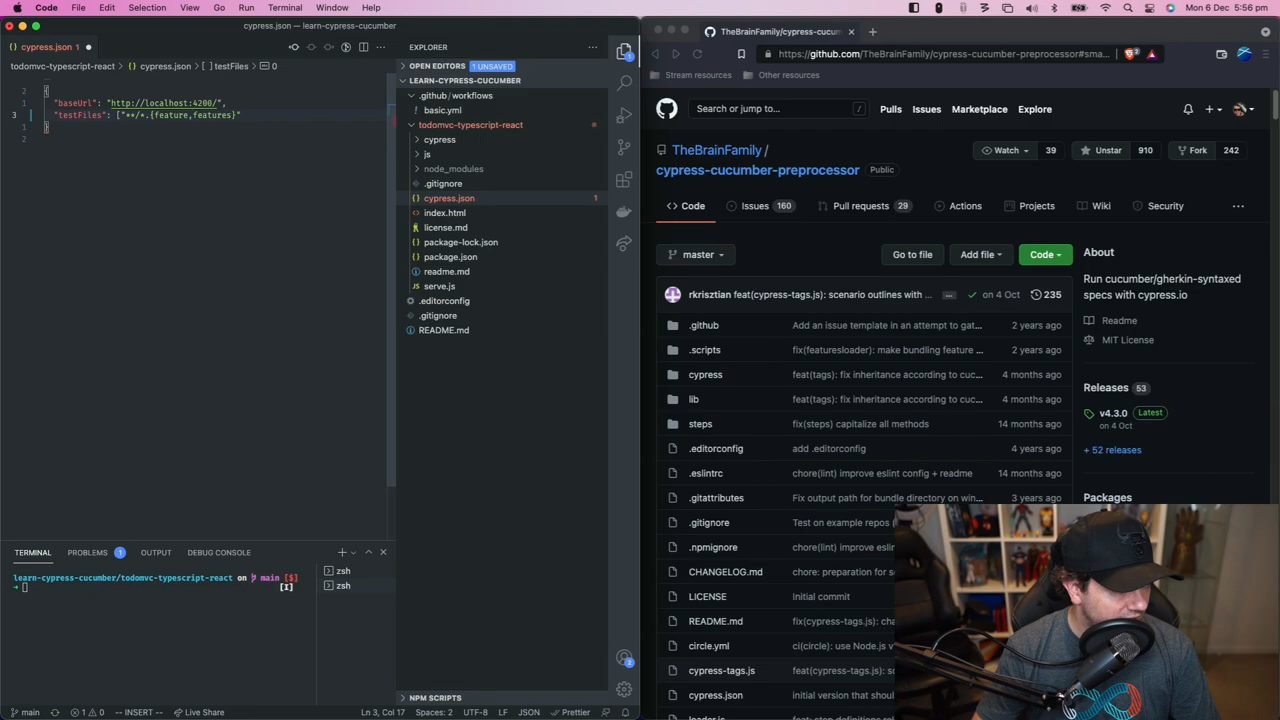 Code File Edit Selection View Go Run Terminal Window Help Mon 6 Dec 5:56 pm
cypress.json — learn-cypress-cucumber
cypress.json 1
todomvc-typescript-react > {} cypress.json > [ ] testFiles > 0
2 {
1 "baseUrl": "http://localhost:4200/",
3 "testFiles": ["**/*.{feature,features}"
1 }
2
EXPLORER
OPEN EDITORS 1 UNSAVED
LEARN-CYPRESS-CUCUMBER
.github/workflows
basic.yml
todomvc-typescript-react
cypress
js
node_modules
.gitignore
{} cypress.json 1
index.html
license.md
{} package-lock.json
{} package.json
readme.md
serve.js
.editorconfig
.gitignore
README.md
NPM SCRIPTS
TERMINAL PROBLEMS 1 OUTPUT DEBUG CONSOLE
learn-cypress-cucumber/todomvc-typescript-react on main [$]
zsh
zsh
main 1 0 -- INSERT -- Live Share Ln 3, Col 17 Spaces: 2 UTF-8 LF JSON Prettier
TheBrainFamily/cypress-cucum
https://github.com/TheBrainFamily/cypress-cucumber-preprocessor#sma...
Stream resources Other resources
Search or jump to... / Pulls Issues Marketplace Explore
TheBrainFamily /
cypress-cucumber-preprocessor Public
Watch 39 Unstar 910 Fork 242
Code Issues 160 Pull requests 29 Actions Projects Wiki Security ...
master Go to file Add file Code
rkrisztian feat(cypress-tags.js): scenario outlines with ... ... on 4 Oct 235
.github Add an issue template in an attempt to gat... 2 years ago
.scripts fix(featuresloader): make bundling feature ... 2 years ago
cypress feat(tags): fix inheritance according to cuc... 4 months ago
lib feat(tags): fix inheritance according to cuc... 4 months ago
steps fix(steps) capitalize all methods 14 months ago
.editorconfig add .editorconfig 4 years ago
.eslintrc chore(lint) improve eslint config + readme 14 months ago
.gitattributes Fix output path for bundle directory on win... 3 years ago
.gitignore Test on example repos (
.npmignore chore(lint) improve eslint config
CHANGELOG.md chore: preparation for s
LICENSE Initial commit
README.md fix(cypress-tags.js): cha
circle.yml ci(circle): use Node.js v
cypress-tags.js feat(cypress-tags.js): sc
cypress.json initial version that shoul
About
Run cucumber/gherkin-syntaxed
specs with cypress.io
Readme
MIT License
Releases 53
v4.3.0 Latest
on 4 Oct
+ 52 releases
Packages